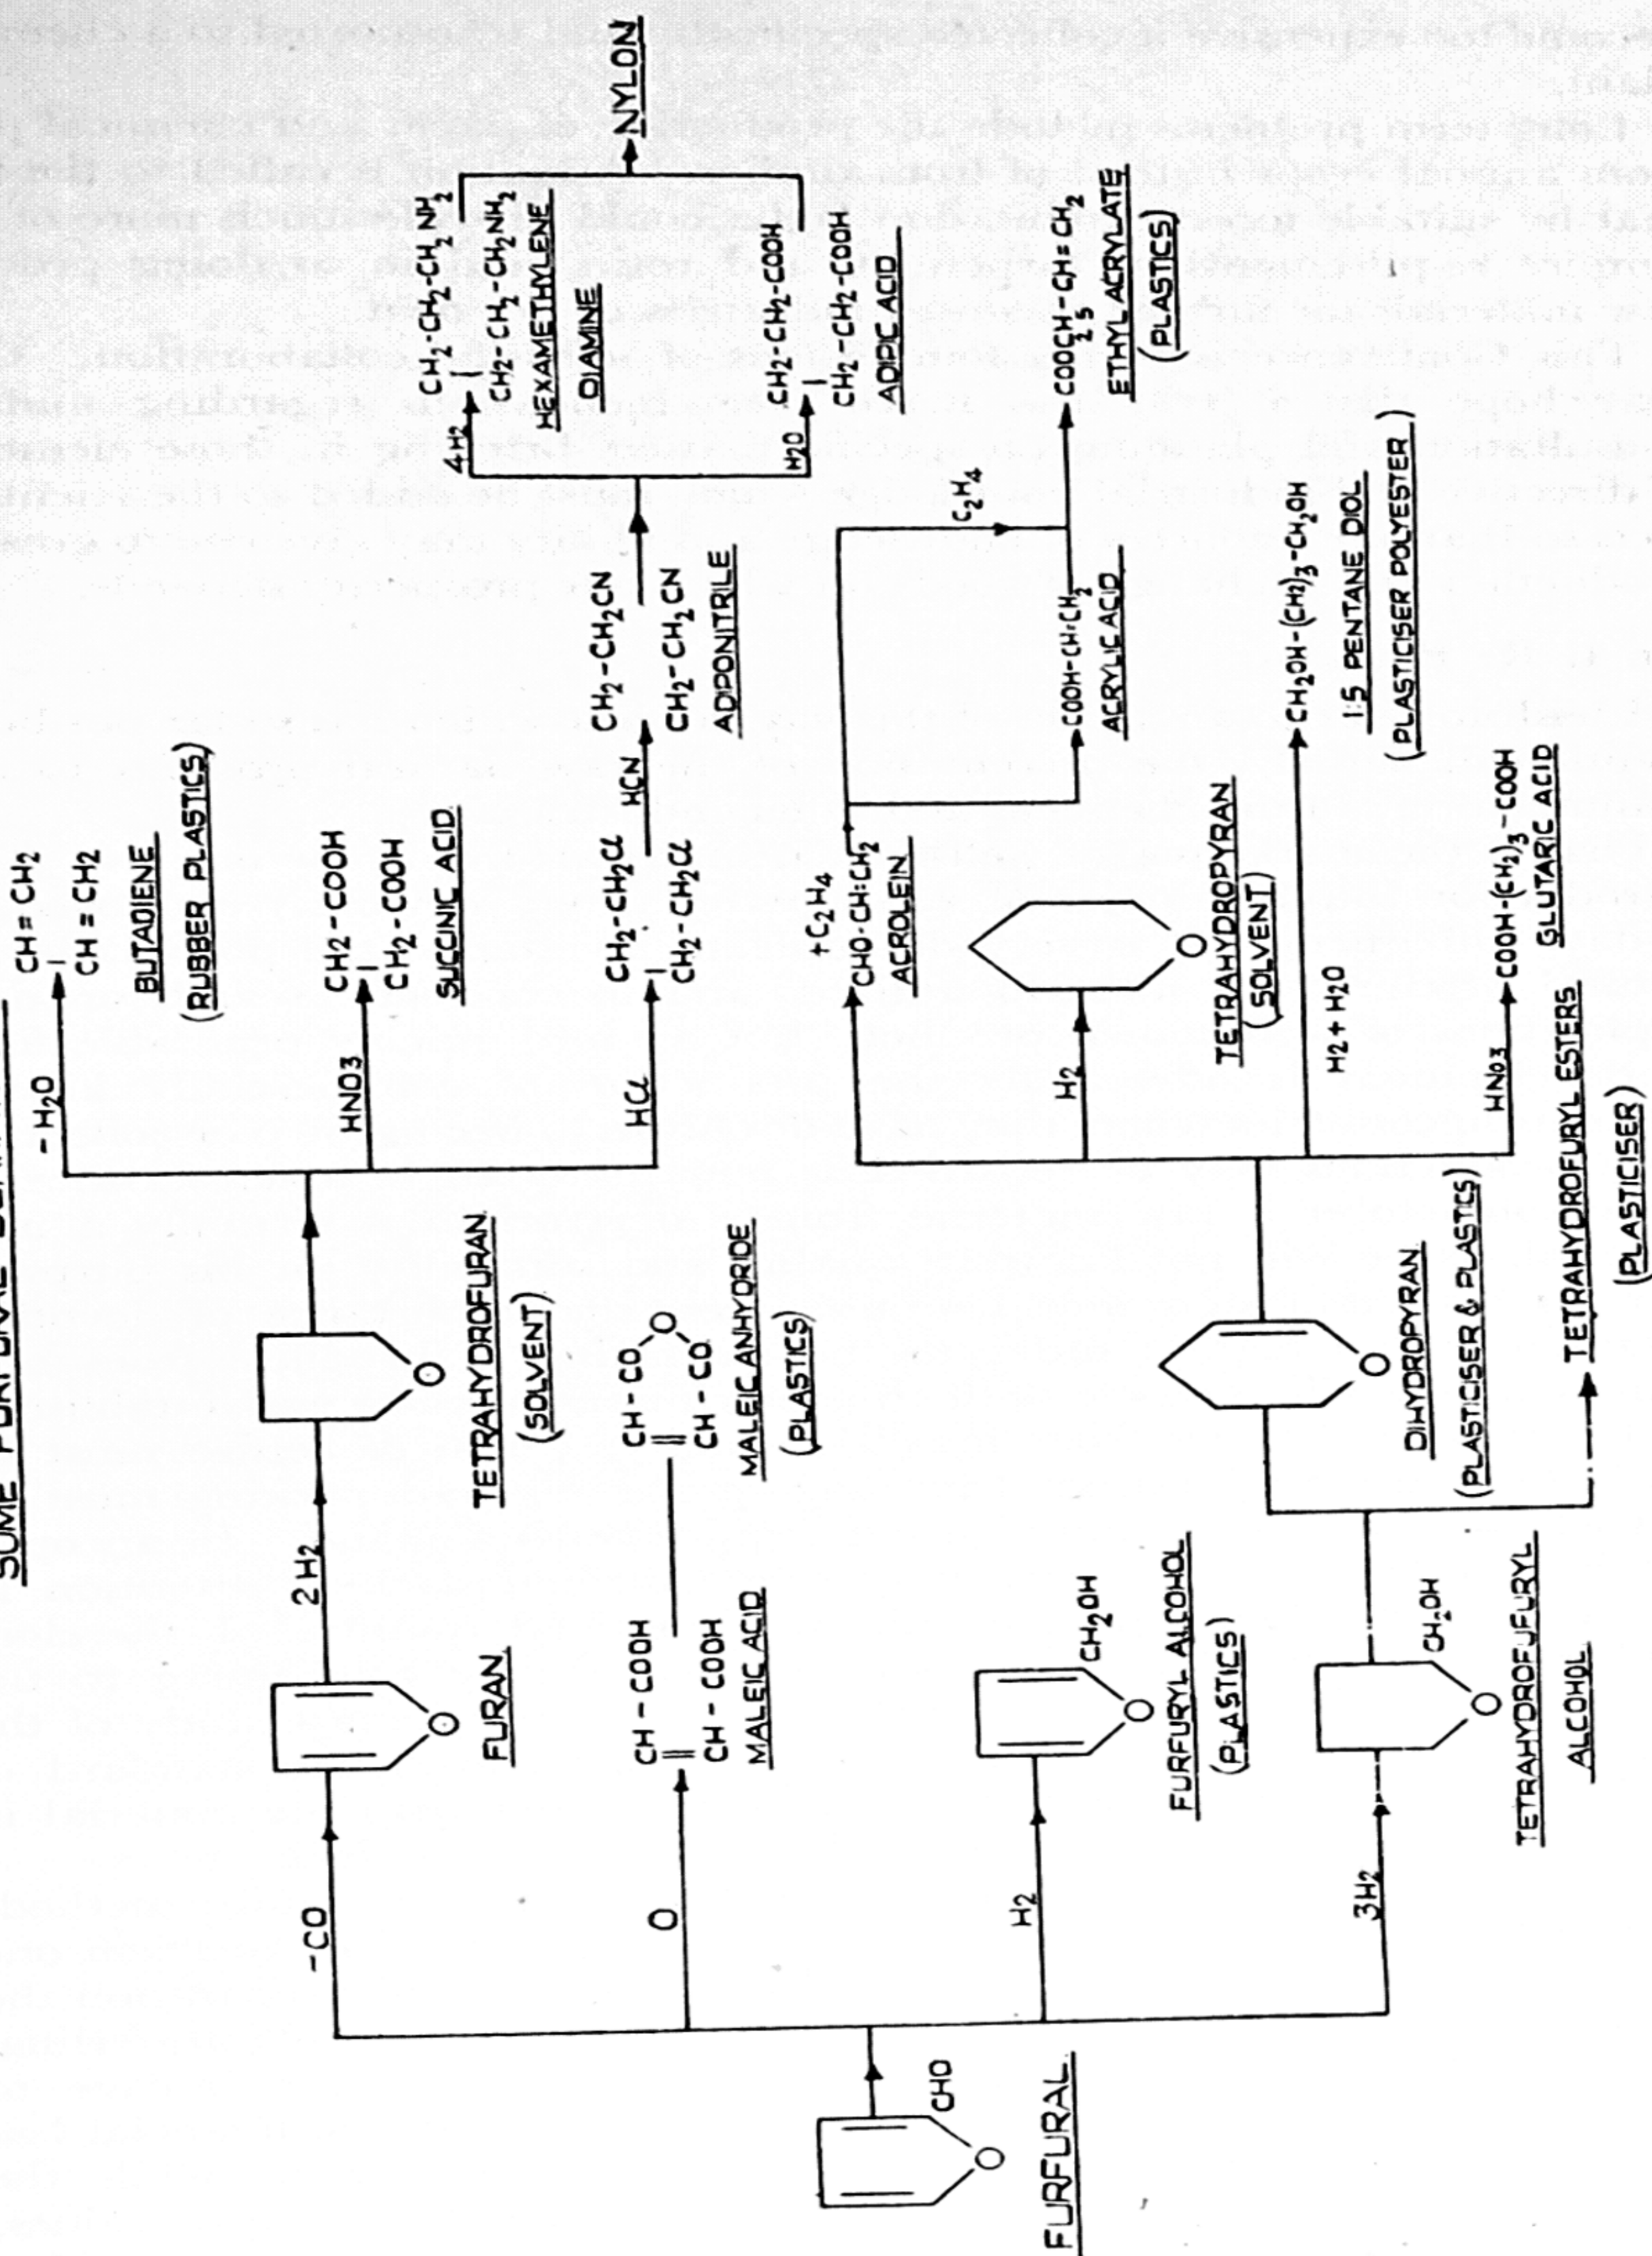 SOME FURFURAL
FURFURAL
CHO
O
-CO
FURAN
O
2H2
TETRAHYDROFURAN
(SOLVENT)
O
-H2O
CH=CH2
CH=CH2
BUTADIENE
(RUBBER PLASTICS)
HNO3
CH2-COOH
CH2-COOH
SUCCINIC ACID
HCl
CH2-CH2Cl
CH2-CH2Cl
HCN
CH2-CH2CN
CH2-CH2CN
ADIPONITRILE
4H2
CH2-CH2-CH2NH2
CH2-CH2-CH2NH2
HEXAMETHYLENE
DIAMINE
H2O
CH2-CH2-COOH
CH2-CH2-COOH
ADIPIC ACID
NYLON
O
CH-COOH
CH-COOH
MALEIC ACID
CH-CO
O
CH-CO
MALEIC ANHYDRIDE
(PLASTICS)
H2
CH2OH
O
FURFURYL ALCOHOL
(PLASTICS)
3H2
CH2OH
O
TETRAHYDROFUFURYL
ALCOHOL
O
DIHYDROPYRAN
(PLASTICISER & PLASTICS)
TETRAHYDROFURYL ESTERS
(PLASTICISER)
+C2H4
CHO-CH:CH2
ACROLEIN
COOH-CH:CH2
ACRYLIC ACID
C2H4
COOCH-CH=CH2
2 5
ETHYL ACRYLATE
(PLASTICS)
H2
O
TETRAHYDROPYRAN
(SOLVENT)
H2+H2O
CH2OH-(CH2)3-CH2OH
1:5 PENTANE DIOL
(PLASTICISER POLYESTER)
HNO3
COOH-(CH2)3-COOH
GLUTARIC ACID